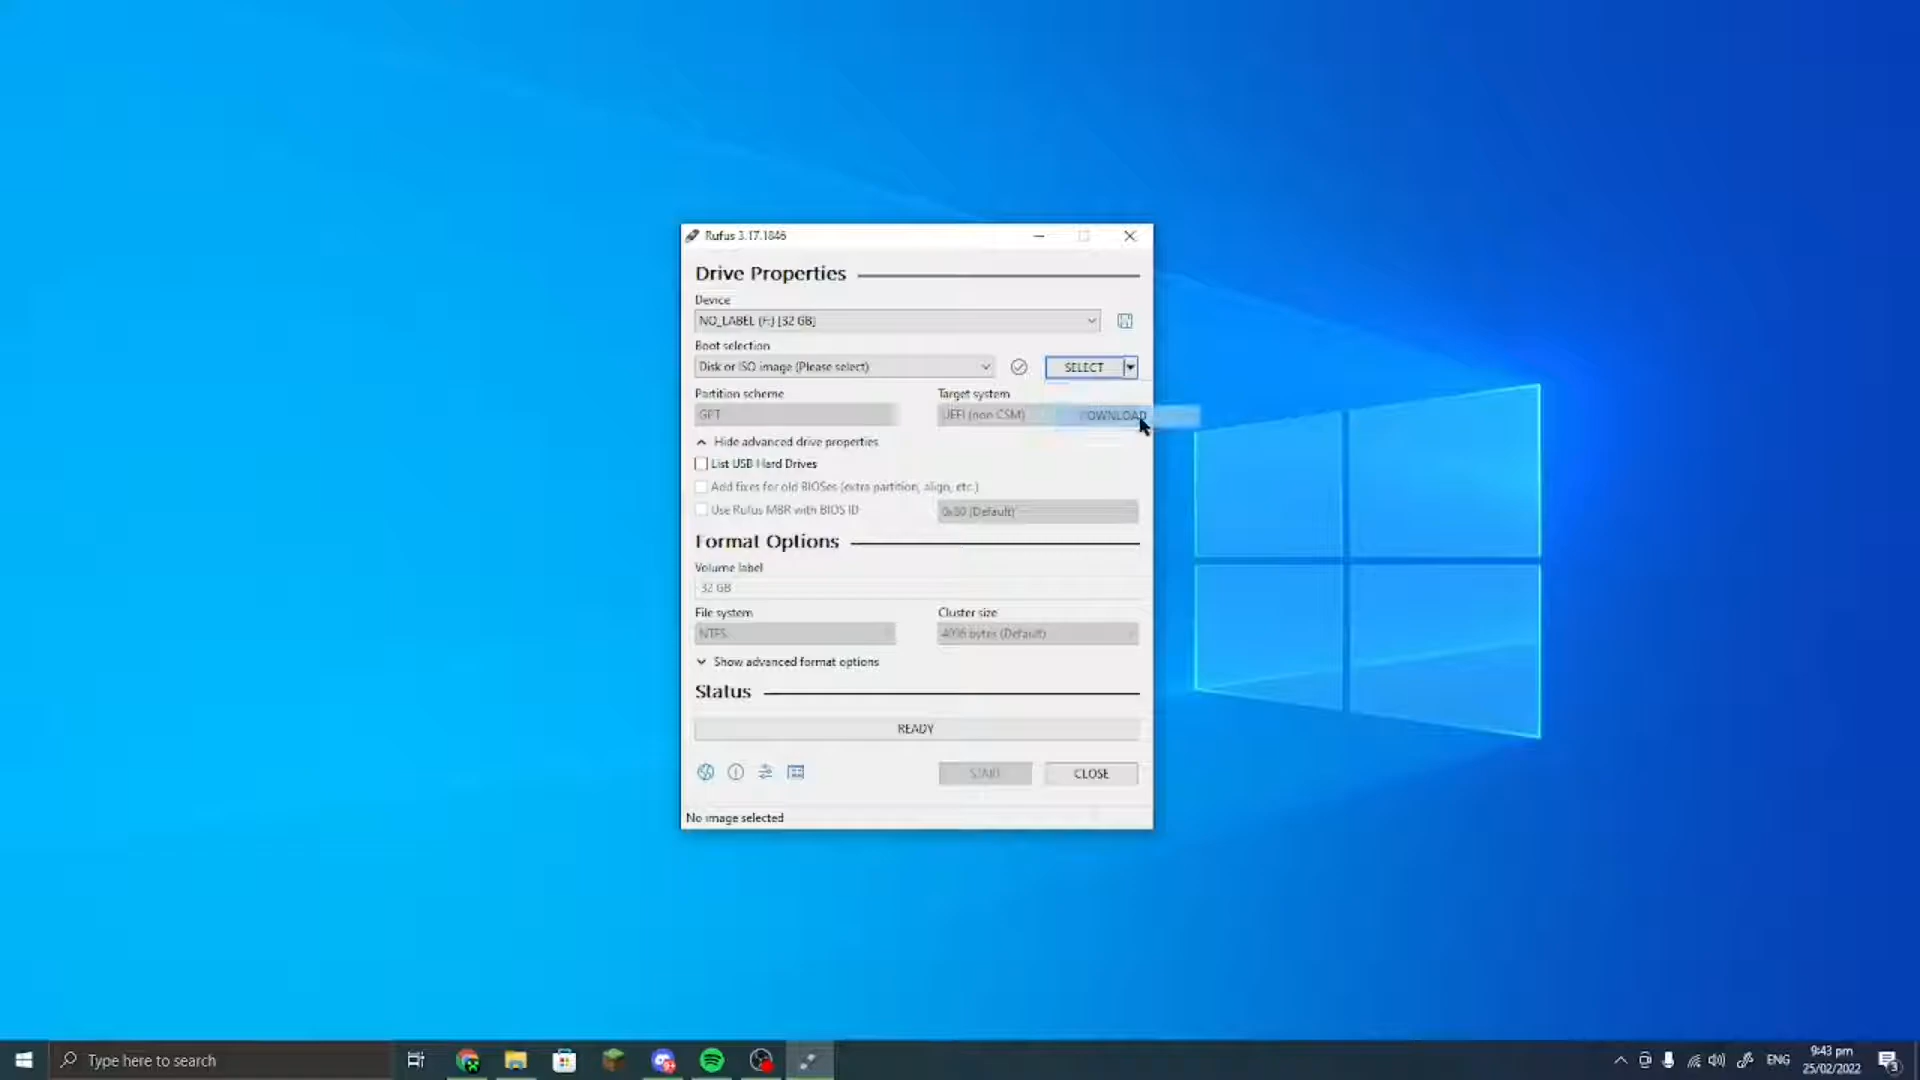 Rufus 3.17.1846
Drive Properties
Device
NO_LABEL (F:) [32 GB]
Boot selection
Disk or ISO image (Please select)
SELECT
Partition scheme
Target system
GPT
UEFI (non CSM)
DOWNLOAD
Hide advanced drive properties
List USB Hard Drives
Add fixes for old BIOSes (extra partition, align, etc.)
Use Rufus MBR with BIOS ID
0x80 (Default)
Format Options
Volume label
32 GB
File system
Cluster size
NTFS
4096 bytes (Default)
Show advanced format options
Status
READY
START
CLOSE
No image selected
Type here to search
ENG
9:43 pm
25/02/2022
3